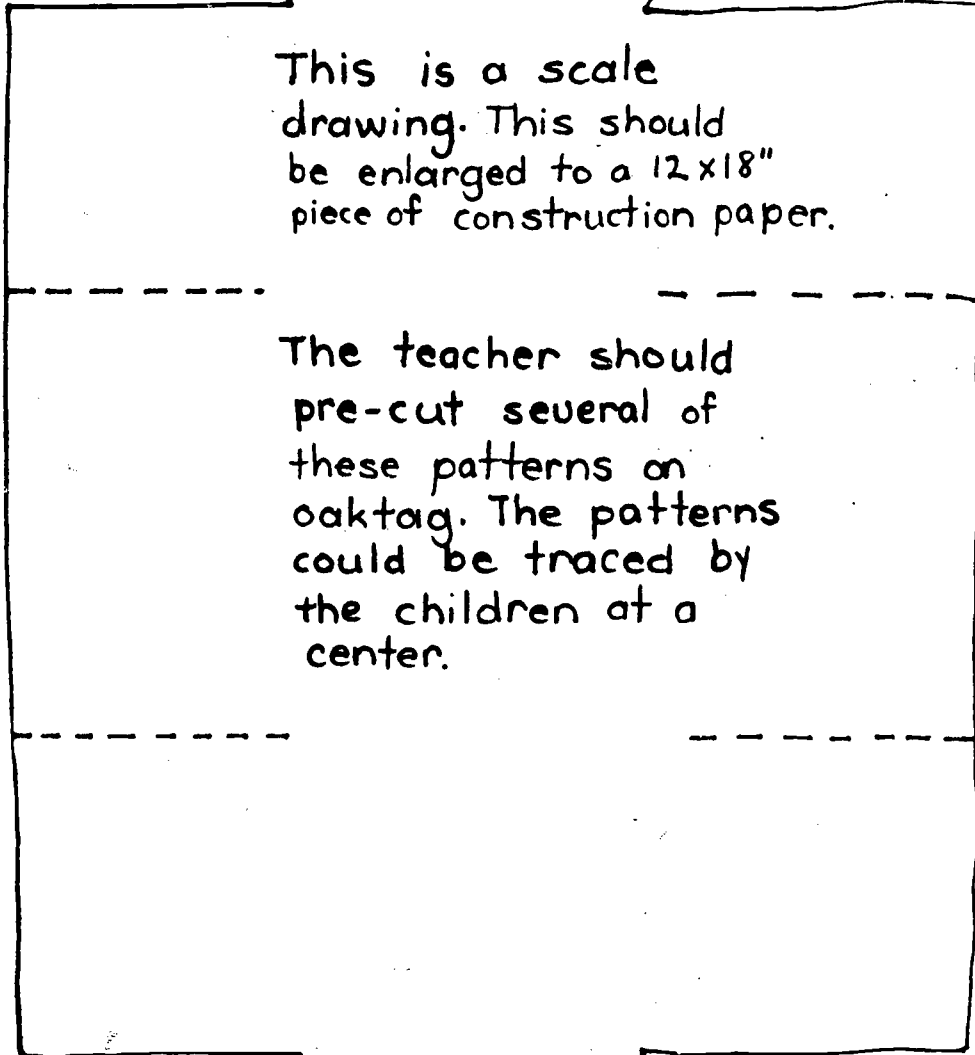 This is a scale
drawing. This should
be enlarged to a 12x18"
piece of construction paper.
The teacher should
pre-cut several of
these patterns on
oaktag. The patterns
could be traced by
the children at a
center.